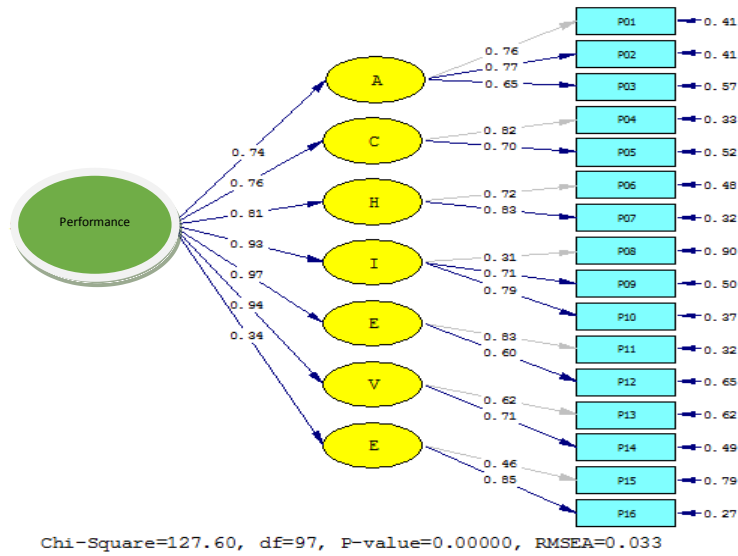 P01 0.41
0.76
P02 0.41
A 0.77
0.65 P03 0.57
P04 0.33
0.82
0.74 C 0.70 P05 0.52
0.76
0.72 P06 0.48
0.81 H 0.83 P07 0.32
Performance
0.93 0.31 P08 0.90
I 0.71 P09 0.50
0.97 0.79
P10 0.37
0.94 E 0.83 P11 0.32
0.34 0.60
P12 0.65
V 0.62 P13 0.62
0.71
P14 0.49
E 0.46 P15 0.79
0.85
P16 0.27
Chi-Square=127.60, df=97, P-value=0.00000, RMSEA=0.033